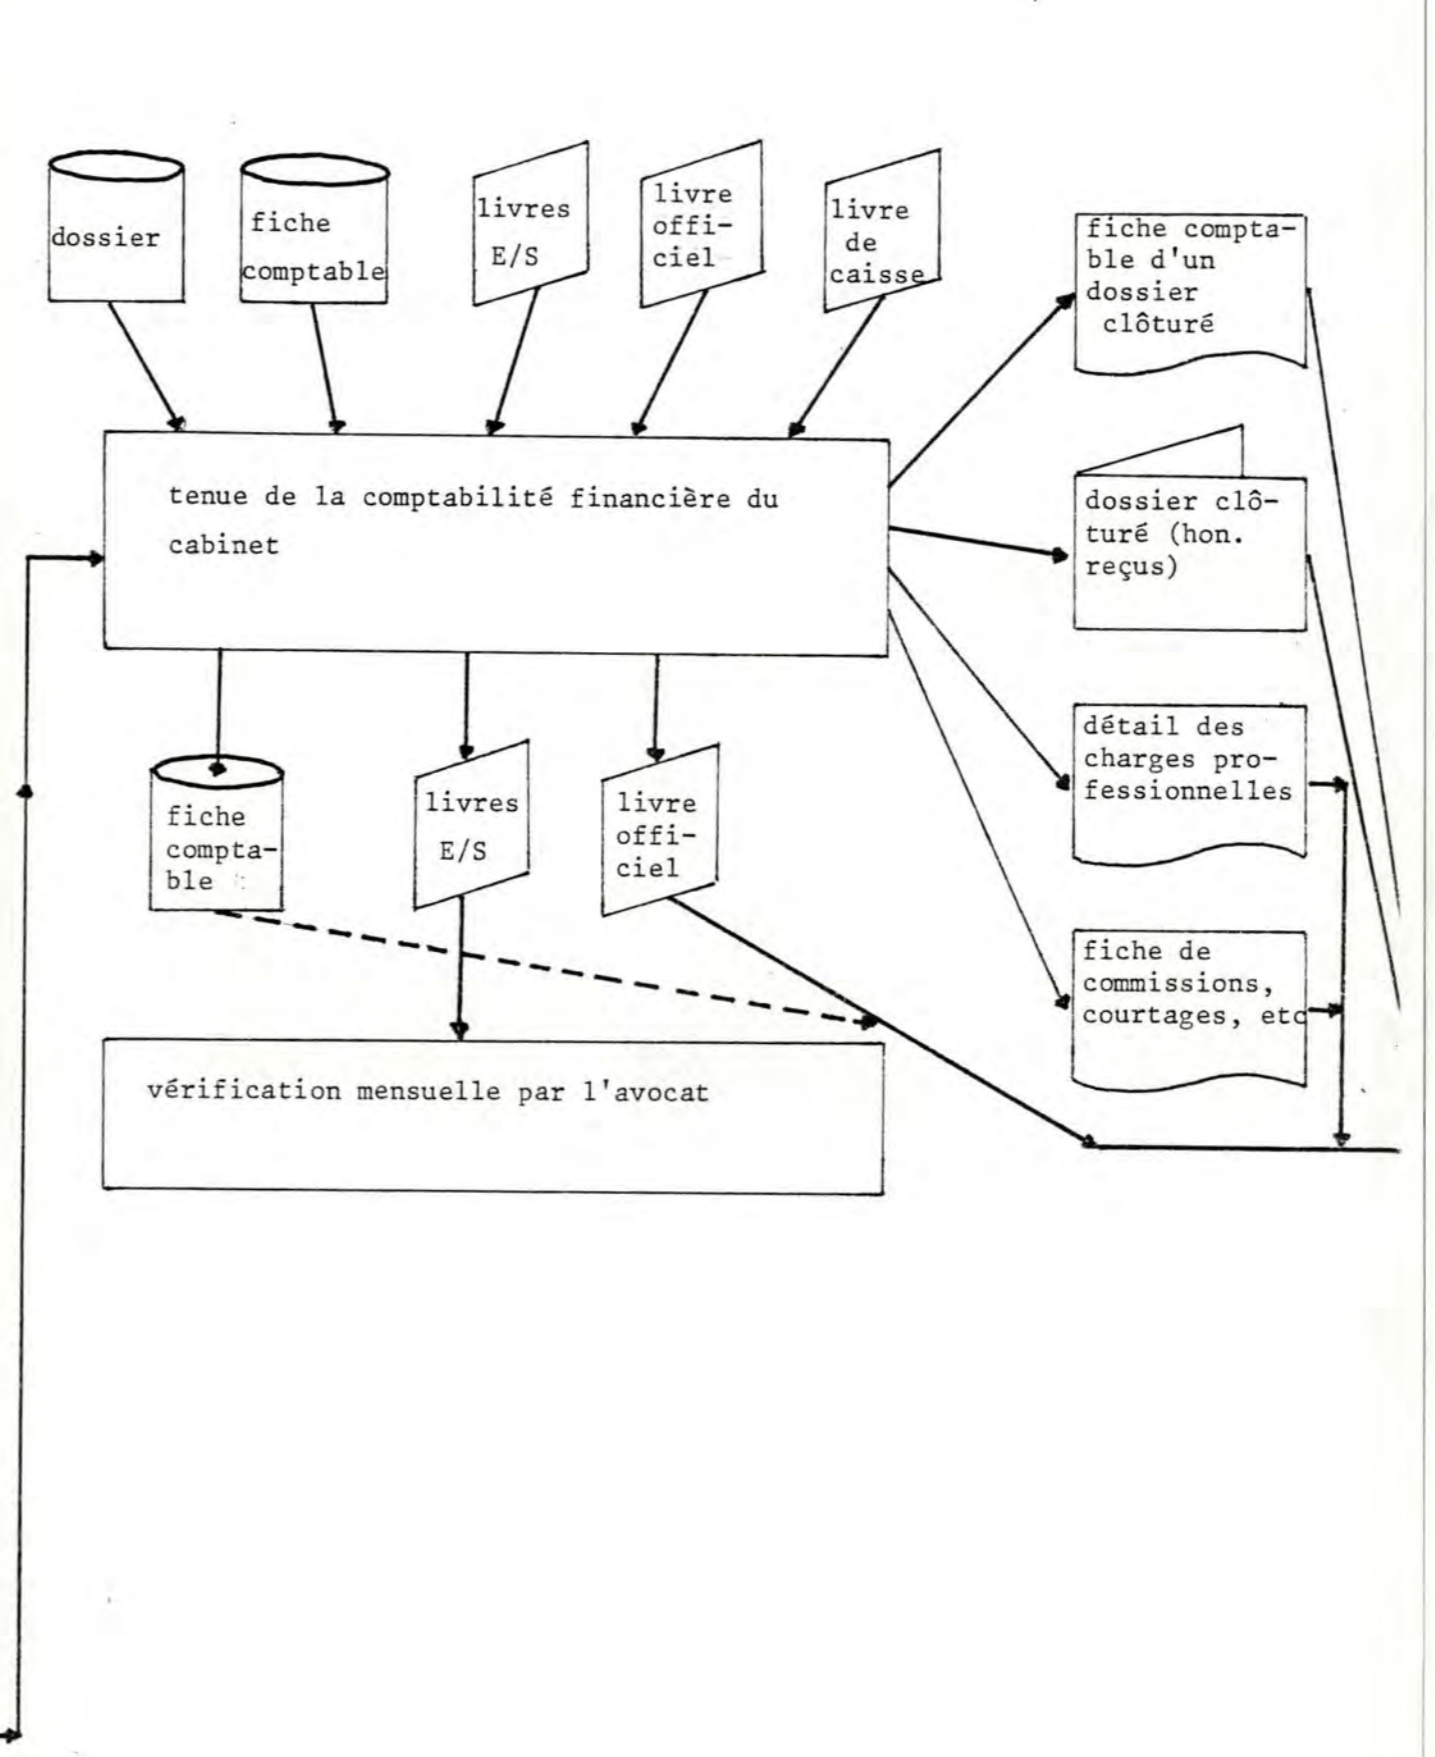 dossier
fiche
comptable
livres
E/S
livre
offi-
ciel
livre
de
caisse
fiche compta-
ble d'un
dossier
clôturé
tenue de la comptabilité financière du
cabinet
dossier clô-
turé (hon.
reçus)
détail des
charges pro-
fessionnelles
fiche
compta-
ble
livres
E/S
livre
offi-
ciel
fiche de
commissions,
courtages, etc
vérification mensuelle par l'avocat